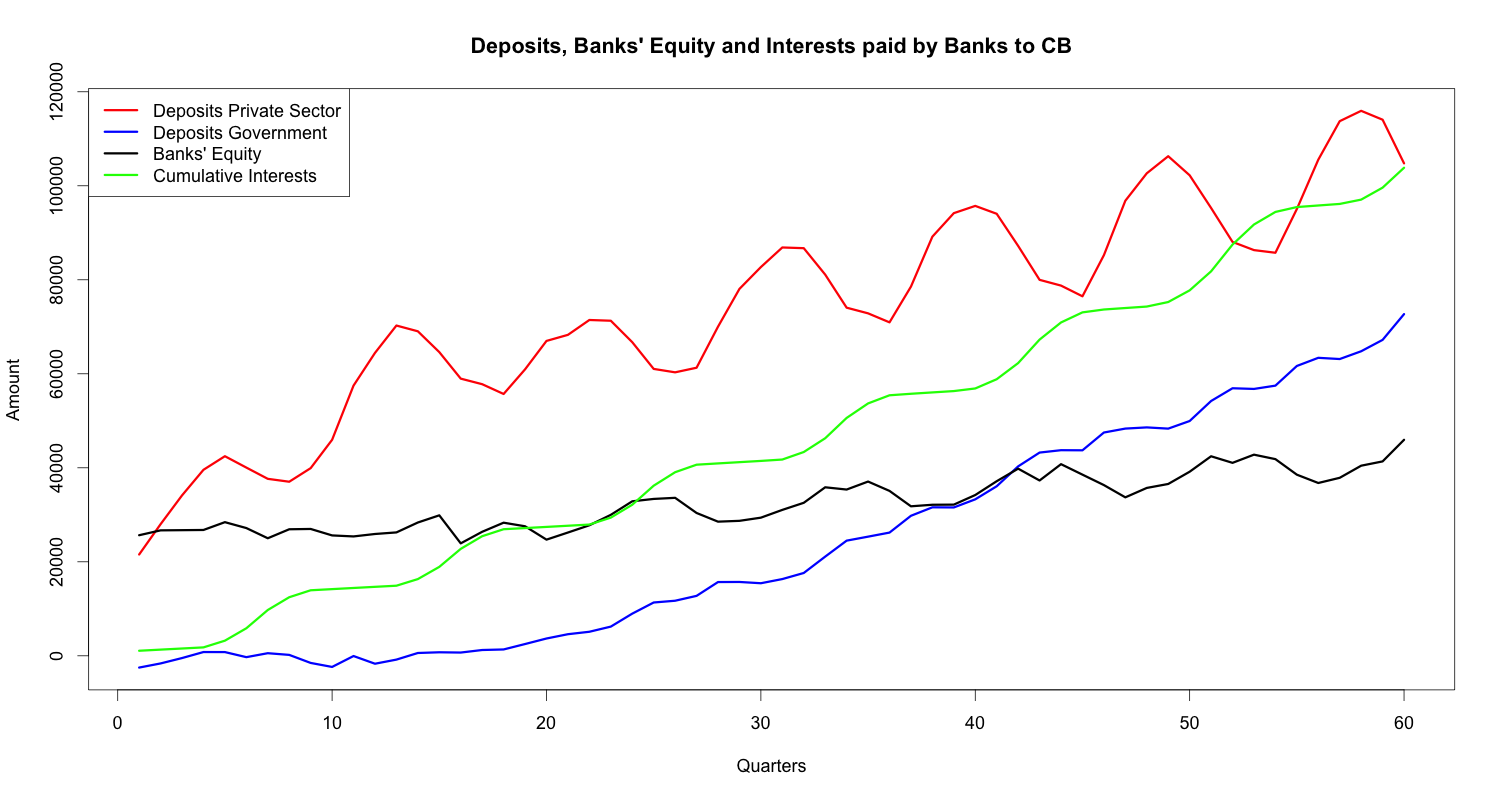 Deposits, Banks' Equity and Interests paid by Banks to CB
Deposits Private Sector
Deposits Government
Banks' Equity
Cumulative Interests
Amount
120000
100000
80000
60000
40000
20000
0
0 10 20 30 40 50 60
Quarters